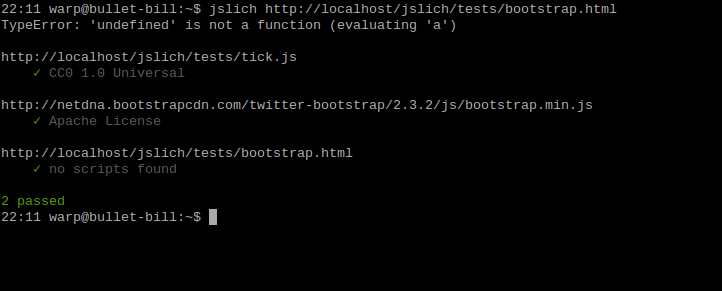 22:11 warp@bullet-bill:~$ jslich http://localhost/jslich/tests/bootstrap.html
TypeError: 'undefined' is not a function (evaluating 'a')
http://localhost/jslich/tests/tick.js
✓ CC0 1.0 Universal
http://netdna.bootstrapcdn.com/twitter-bootstrap/2.3.2/js/bootstrap.min.js
✓ Apache License
http://localhost/jslich/tests/bootstrap.html
✓ no scripts found
2 passed
22:11 warp@bullet-bill:~$